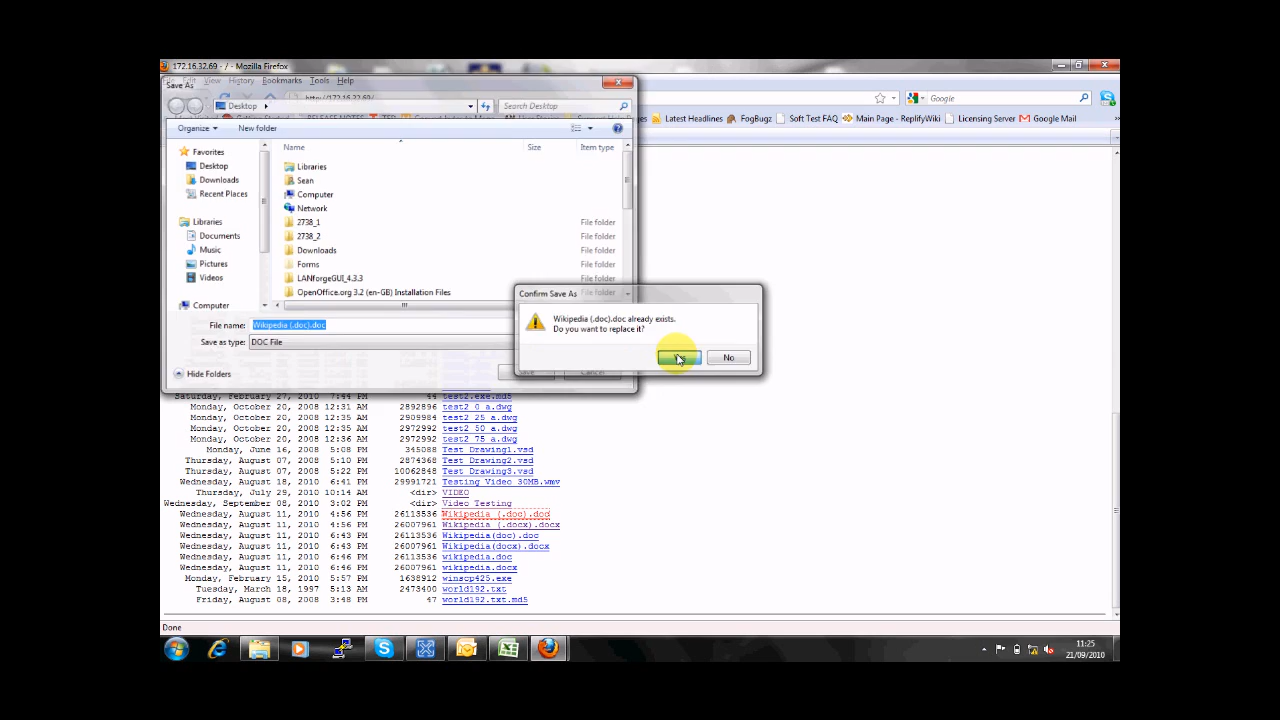 172.16.32.69 - / - Mozilla Firefox
View History Bookmarks Tools Help
Save As
Desktop
Search Desktop
Google
Latest Headlines FogBugz Soft Test FAQ Main Page - ReplifyWiki Licensing Server Google Mail
Organize New folder
Favorites
Desktop
Downloads
Recent Places
Libraries
Documents
Music
Pictures
Videos
Computer
Name Size Item type
Libraries
Sean
Computer
Network
2738_1 File folder
2738_2 File folder
Downloads File folder
Forms File folder
LANforgeGUI_4.3.3 File folder
OpenOffice.org 3.2 (en-GB) Installation Files File folder
File name: Wikipedia (.doc).doc
Save as type: DOC File
Hide Folders Save Cancel
Confirm Save As
Wikipedia (.doc).doc already exists.
Do you want to replace it?
Yes No
Saturday, February 27, 2010 7:44 PM 44 test2.exe.md5
Monday, October 20, 2008 12:31 AM 2892896 test2 0 a.dwg
Monday, October 20, 2008 12:35 AM 2909984 test2 25 a.dwg
Monday, October 20, 2008 12:35 AM 2972992 test2 50 a.dwg
Monday, October 20, 2008 12:36 AM 2972992 test2 75 a.dwg
Monday, June 16, 2008 5:08 PM 345088 Test Drawing1.vsd
Thursday, August 07, 2008 5:10 PM 2874368 Test Drawing2.vsd
Thursday, August 07, 2008 5:22 PM 10062848 Test Drawing3.vsd
Wednesday, August 18, 2010 6:41 PM 29991721 Testing Video 30MB.wmv
Thursday, July 29, 2010 10:14 AM <dir> VIDEO
Wednesday, September 08, 2010 3:02 PM <dir> Video Testing
Wednesday, August 11, 2010 4:56 PM 26113536 Wikipedia (.doc).doc
Wednesday, August 11, 2010 4:56 PM 26007961 Wikipedia (.docx).docx
Wednesday, August 11, 2010 6:43 PM 26113536 Wikipedia(doc).doc
Wednesday, August 11, 2010 6:43 PM 26007961 Wikipedia(docx).docx
Wednesday, August 11, 2010 6:46 PM 26113536 wikipedia.doc
Wednesday, August 11, 2010 6:46 PM 26007961 wikipedia.docx
Monday, February 15, 2010 5:57 PM 1638912 winscp425.exe
Tuesday, March 18, 1997 5:13 AM 2473400 world192.txt
Friday, August 08, 2008 3:48 PM 47 world192.txt.md5
Done
11:25
21/09/2010